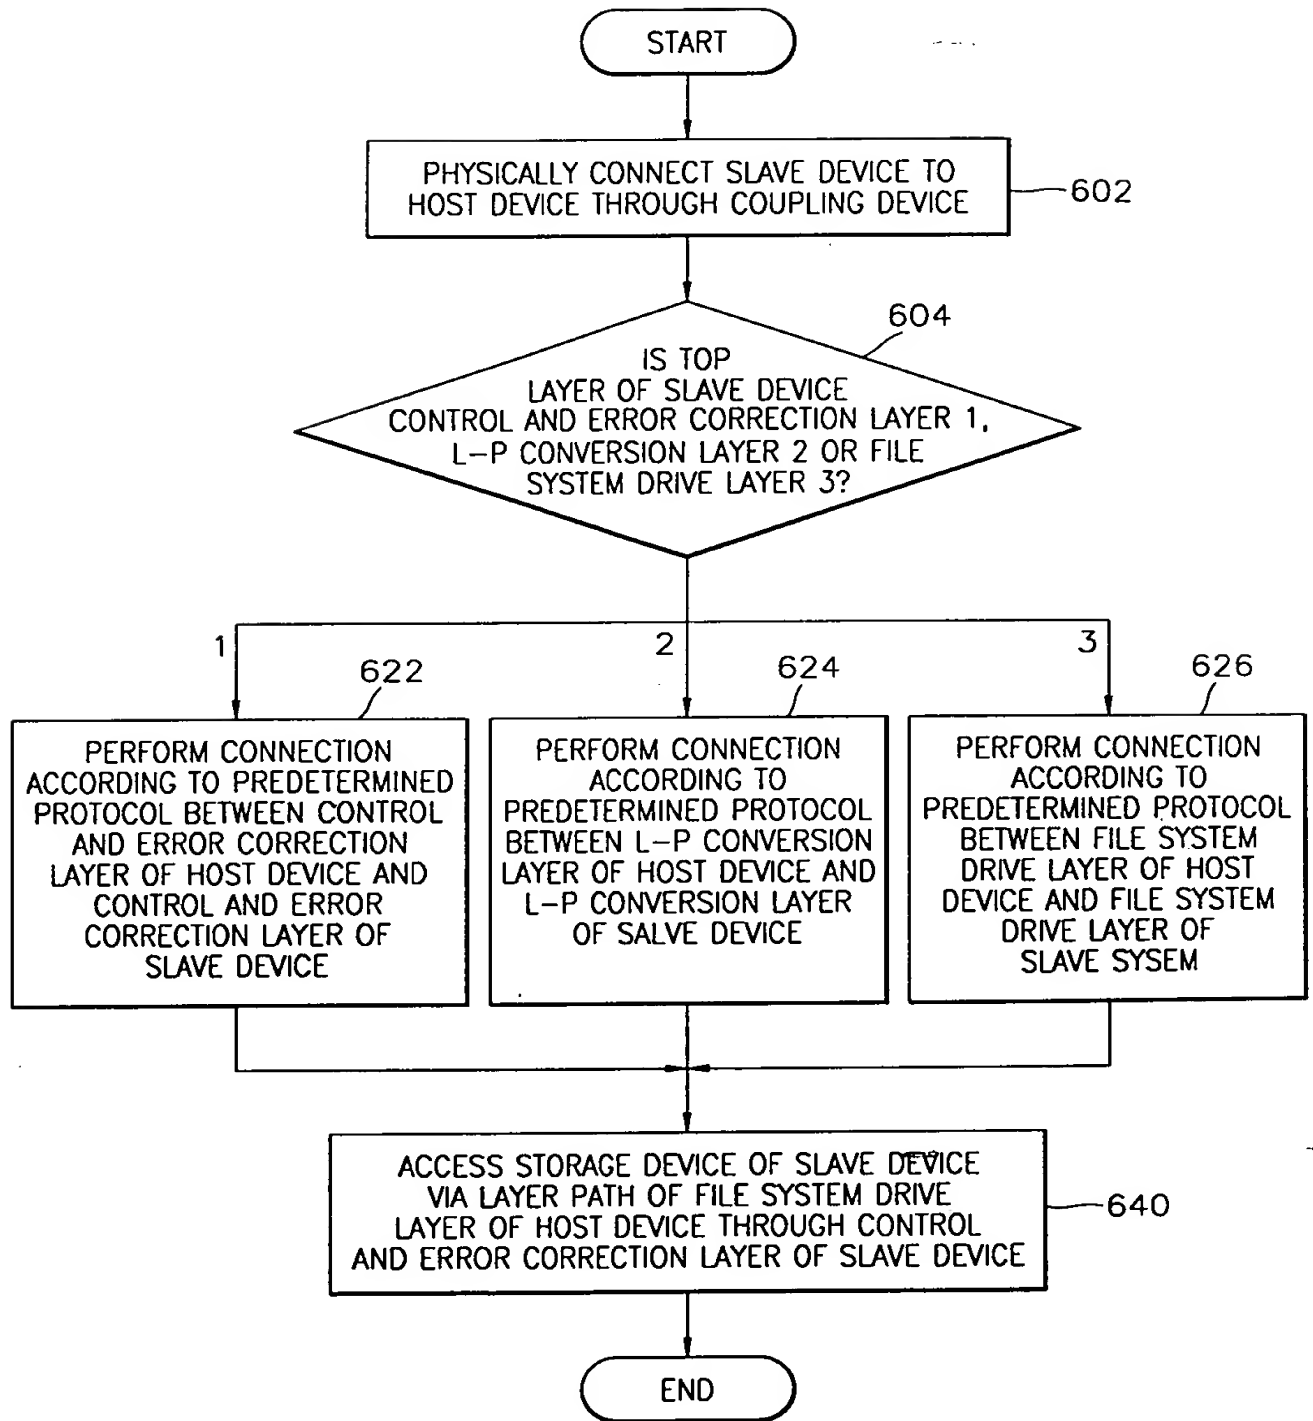 START
PHYSICALLY CONNECT SLAVE DEVICE TO
HOST DEVICE THROUGH COUPLING DEVICE
602
604
IS TOP
LAYER OF SLAVE DEVICE
CONTROL AND ERROR CORRECTION LAYER 1,
L-P CONVERSION LAYER 2 OR FILE
SYSTEM DRIVE LAYER 3?
1
2
3
622
624
626
PERFORM CONNECTION
ACCORDING TO PREDETERMINED
PROTOCOL BETWEEN CONTROL
AND ERROR CORRECTION
LAYER OF HOST DEVICE AND
CONTROL AND ERROR
CORRECTION LAYER OF
SLAVE DEVICE
PERFORM CONNECTION
ACCORDING TO
PREDETERMINED PROTOCOL
BETWEEN L-P CONVERSION
LAYER OF HOST DEVICE AND
L-P CONVERSION LAYER
OF SALVE DEVICE
PERFORM CONNECTION
ACCORDING TO
PREDETERMINED PROTOCOL
BETWEEN FILE SYSTEM
DRIVE LAYER OF HOST
DEVICE AND FILE SYSTEM
DRIVE LAYER OF
SLAVE SYSEM
ACCESS STORAGE DEVICE OF SLAVE DEVICE
VIA LAYER PATH OF FILE SYSTEM DRIVE
LAYER OF HOST DEVICE THROUGH CONTROL
AND ERROR CORRECTION LAYER OF SLAVE DEVICE
640
END